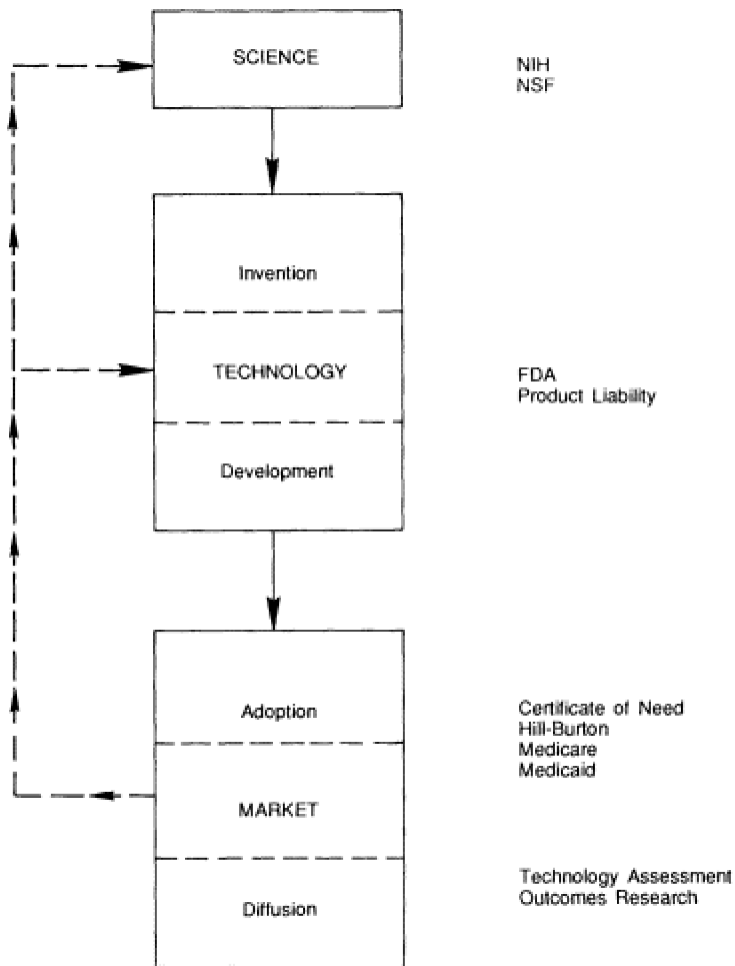 SCIENCE
NIH
NSF
Invention
TECHNOLOGY
FDA
Product Liability
Development
Adoption
Certificate of Need
Hill-Burton
Medicare
Medicaid
MARKET
Technology Assessment
Outcomes Research
Diffusion